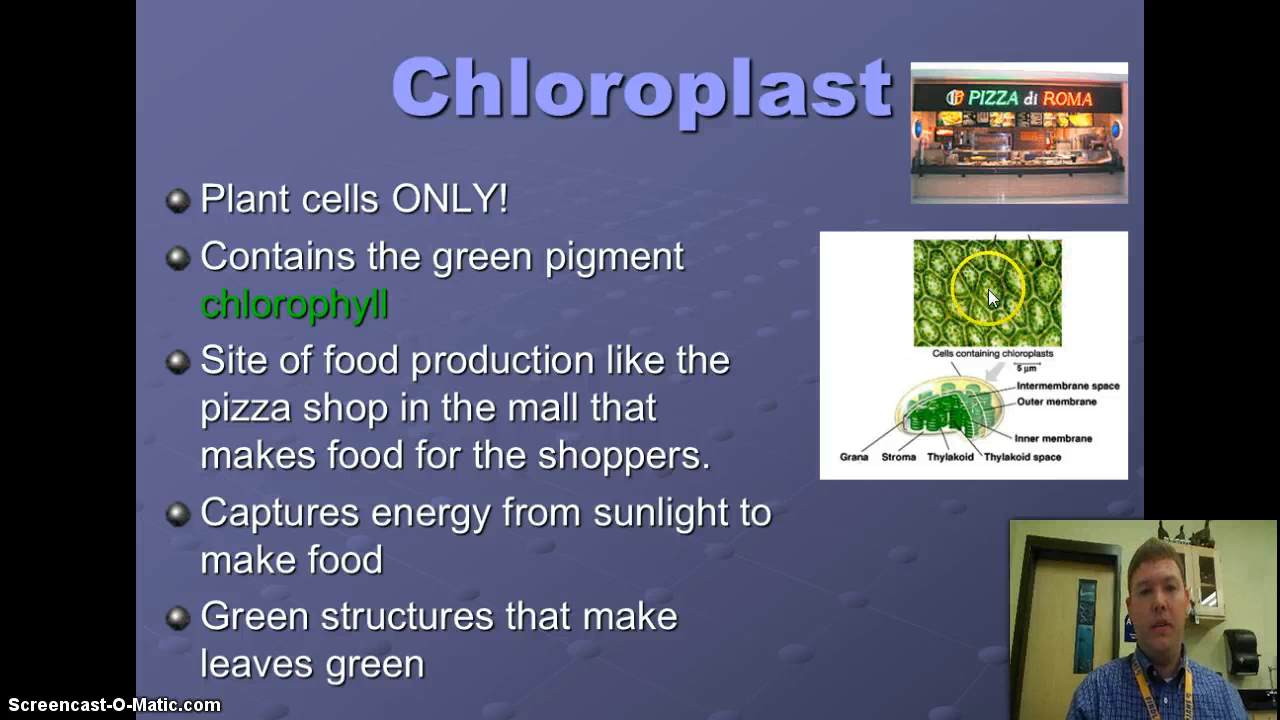 Chloroplast
PIZZA di ROMA
Plant cells ONLY!
Contains the green pigment
chlorophyll
Site of food production like the
pizza shop in the mall that
makes food for the shoppers.
Captures energy from sunlight to
make food
Green structures that make
leaves green
Cells containing chloroplasts
5 μm
Intermembrane space
Outer membrane
Inner membrane
Grana Stroma Thylakoid Thylakoid space
Screencast-O-Matic.com